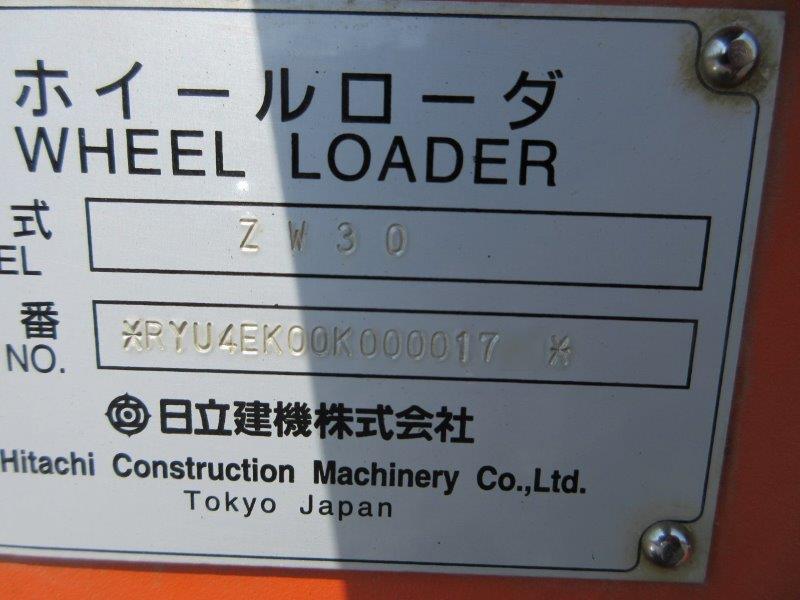 ホイールローダ
WHEEL LOADER
式
EL
ZW30
番
NO.
*RYU4EK00K000017 *
日立建機株式会社
Hitachi Construction Machinery Co.,Ltd.
Tokyo Japan